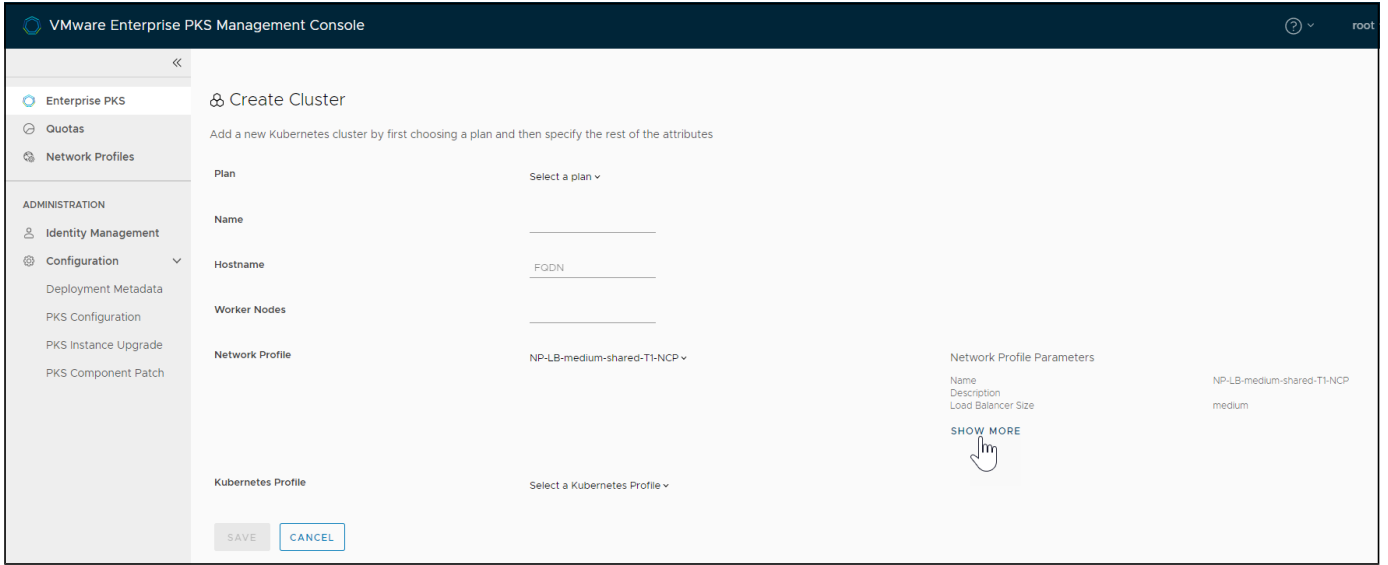 VMware Enterprise PKS Management Console
root
Enterprise PKS
Quotas
Network Profiles
ADMINISTRATION
Identity Management
Configuration
Deployment Metadata
PKS Configuration
PKS Instance Upgrade
PKS Component Patch
Create Cluster
Add a new Kubernetes cluster by first choosing a plan and then specify the rest of the attributes
Plan
Select a plan
Name
Hostname
FQDN
Worker Nodes
Network Profile
NP-LB-medium-shared-T1-NCP
Network Profile Parameters
Name NP-LB-medium-shared-T1-NCP
Description
Load Balancer Size medium
SHOW MORE
Kubernetes Profile
Select a Kubernetes Profile
SAVE CANCEL